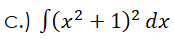 c.) ∫(x² + 1)² dx